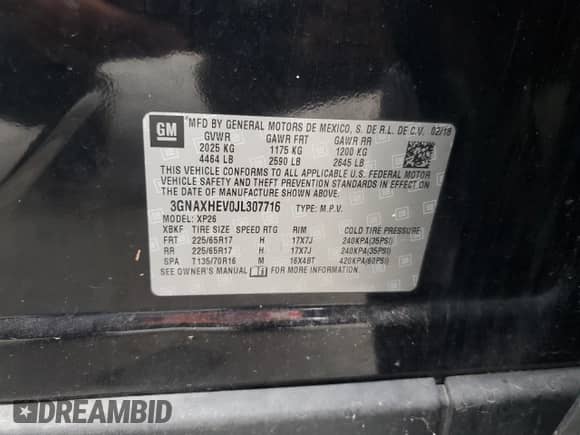 GM
MFD BY GENERAL MOTORS DE MEXICO, S. DE R.L. DE C.V. 02/18
GVWR GAWR FRT GAWR RR
2025 KG 1175 KG 1200 KG
4464 LB 2590 LB 2645 LB
THIS VEHICLE CONFORMS TO ALL APPLICABLE U.S. FEDERAL MOTOR
VEHICLE SAFETY AND THEFT PREVENTION STANDARDS IN EFFECT ON THE
DATE OF MANUFACTURE SHOWN ABOVE.
3GNAXHEV0JL307716 TYPE: M.P.V.
MODEL: XP26
XBKF TIRE SIZE SPEED RTG RIM COLD TIRE PRESSURE
FRT 225/65R17 H 17X7J 240KPA(35PSI)
RR 225/65R17 H 17X7J 240KPA(35PSI)
SPA T135/70R16 M 16X4BT 420KPA(60PSI)
SEE OWNER'S MANUAL FOR MORE INFORMATION.
DREAMBID